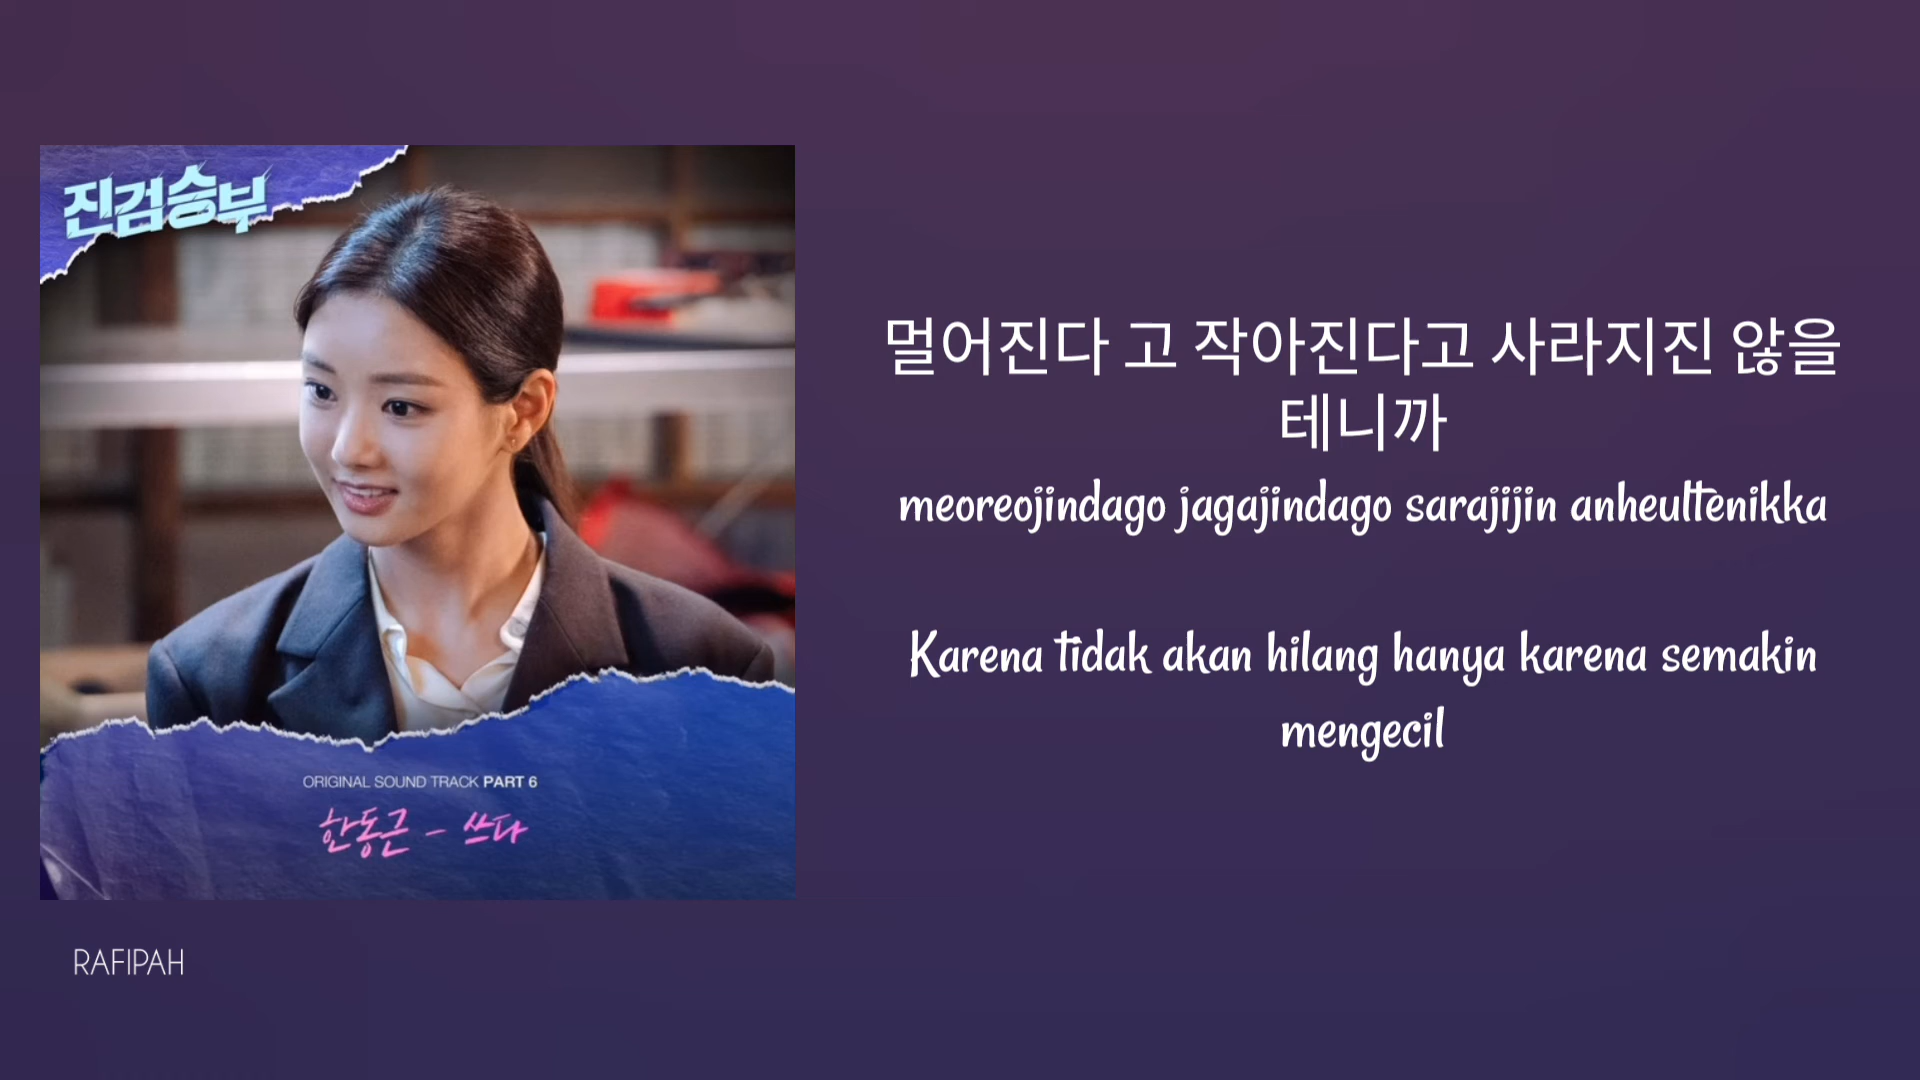 진검승부
ORIGINAL SOUND TRACK PART 6
한동근 - 쓰다
RAFIPAH
멀어진다 고 작아진다고 사라지진 않을
테니까
meoreojindago jagajindago sarajijin anheultenikka
Karena tidak akan hilang hanya karena semakin
mengecil